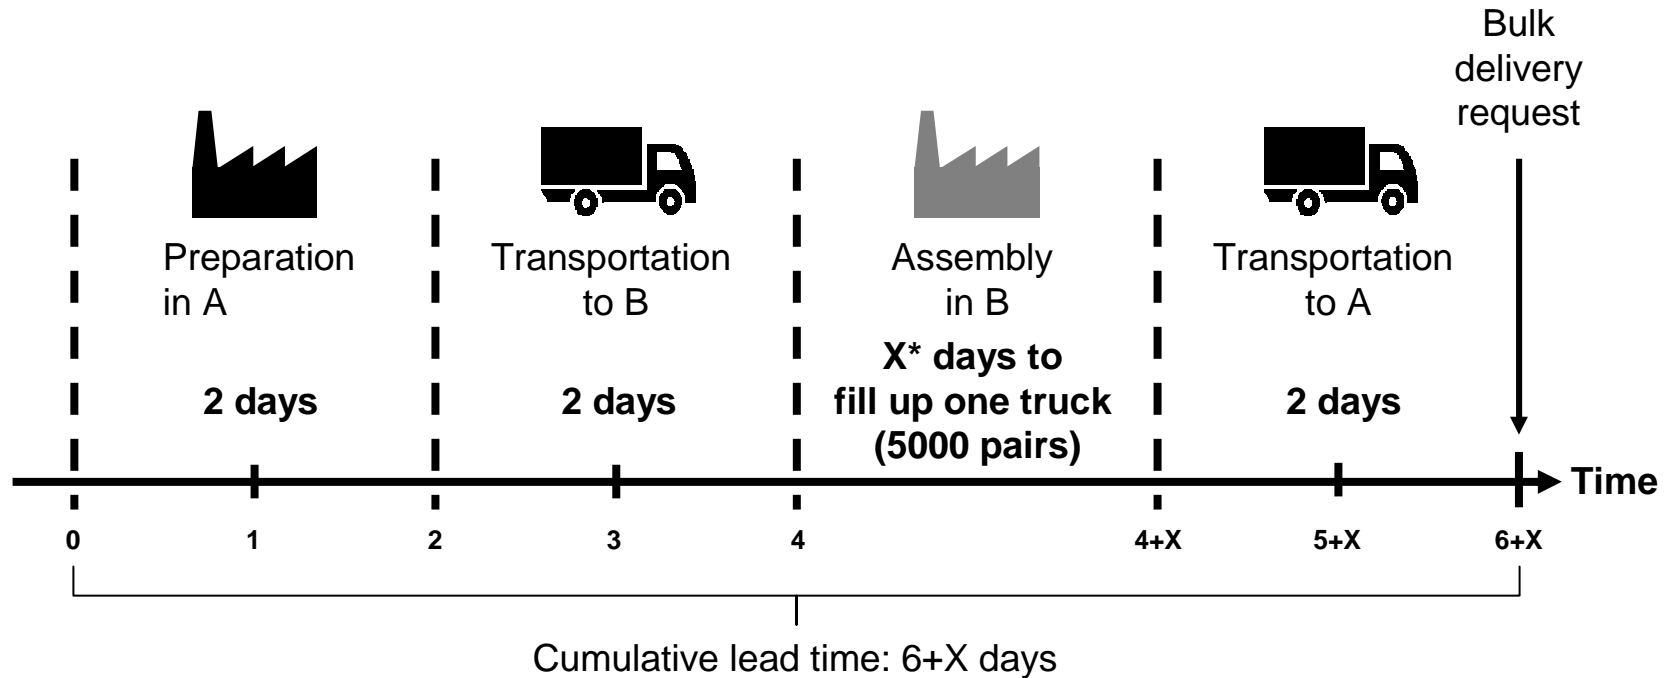 Bulk
delivery
request
Preparation
in A
2 days
Transportation
to B
2 days
Assembly
in B
X* days to
fill up one truck
(5000 pairs)
Transportation
to A
2 days
Time
0 1 2 3 4 4+X 5+X 6+X
Cumulative lead time: 6+X days